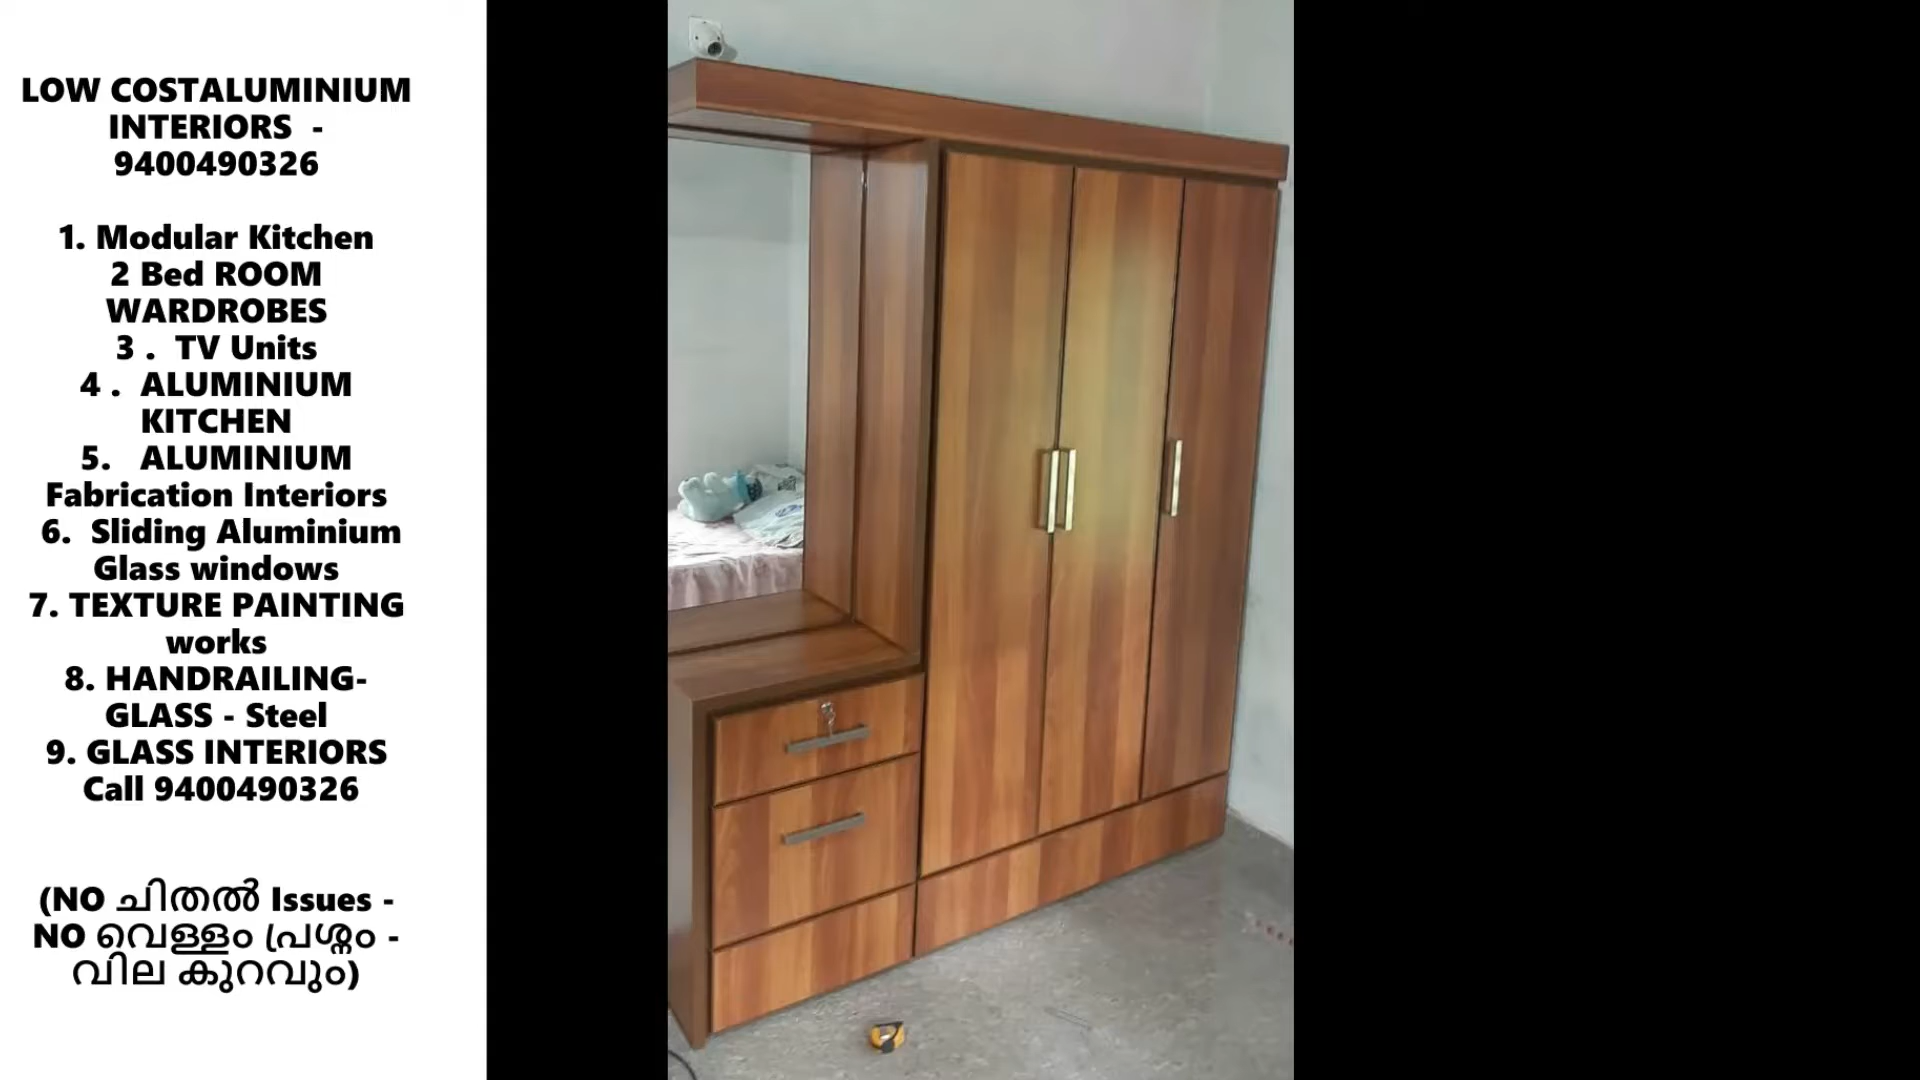 LOW COSTALUMINIUM
INTERIORS -
9400490326
1. Modular Kitchen
2 Bed ROOM
WARDROBES
3 . TV Units
4 . ALUMINIUM
KITCHEN
5. ALUMINIUM
Fabrication Interiors
6. Sliding Aluminium
Glass windows
7. TEXTURE PAINTING
works
8. HANDRAILING-
GLASS - Steel
9. GLASS INTERIORS
Call 9400490326
(NO ചിതൽ Issues -
NO വെള്ളം പ്രശ്നം -
വില കുറവും)